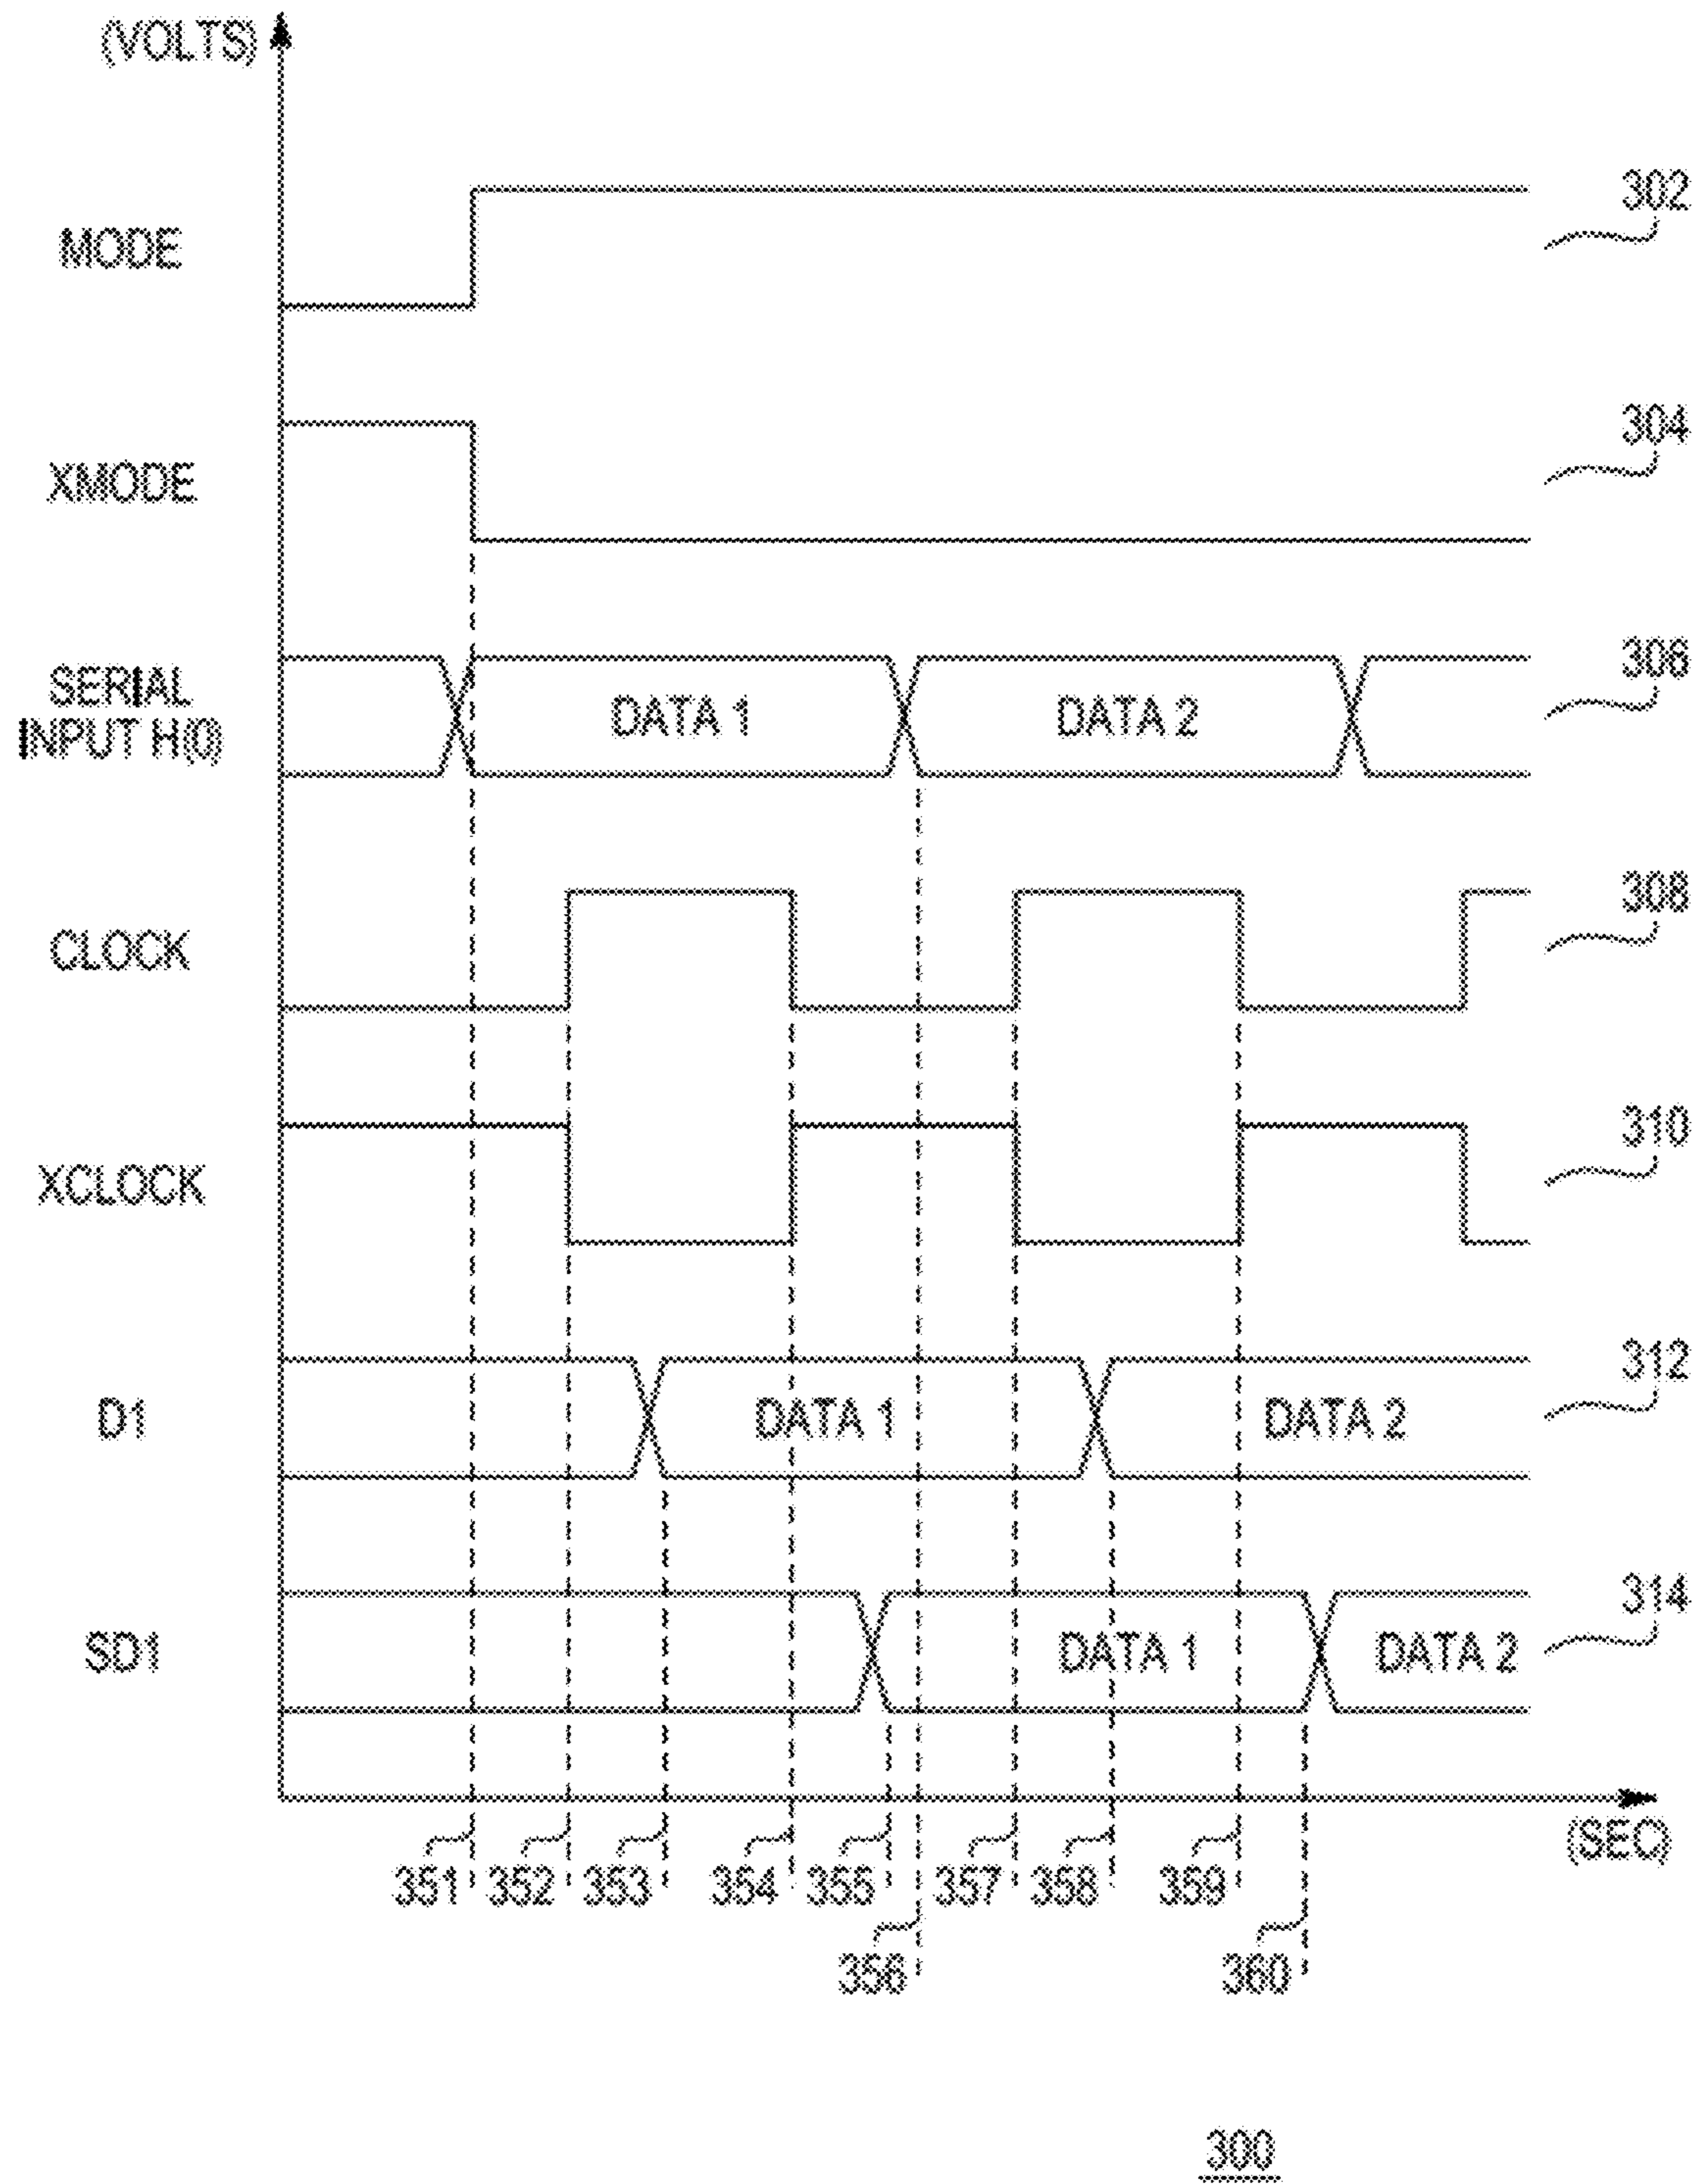 (VOLTS)
302
MODE
304
XMODE
306
SERIAL
INPUT H(0)
DATA 1
DATA 2
308
CLOCK
310
XCLOCK
312
D1
DATA 1
DATA 2
314
SD1
DATA 1
DATA 2
(SEC)
351
352
353
354
355
357
358
359
356
360
300